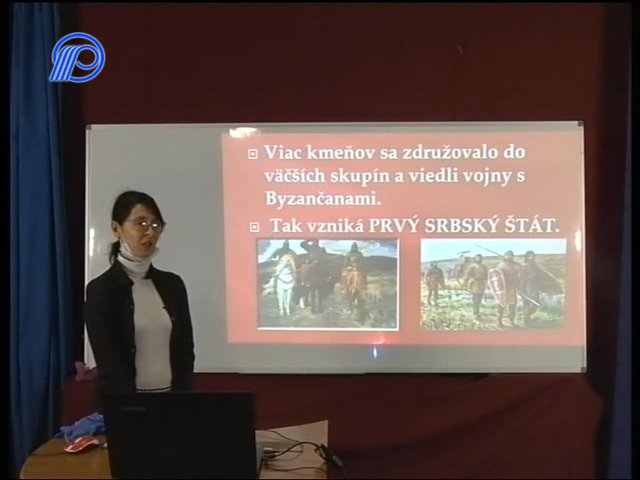 Viac kmeňov sa združovalo do
väčších skupín a viedli vojny s
Byzančanami.
Tak vzniká PRVÝ SRBSKÝ ŠTÁT.